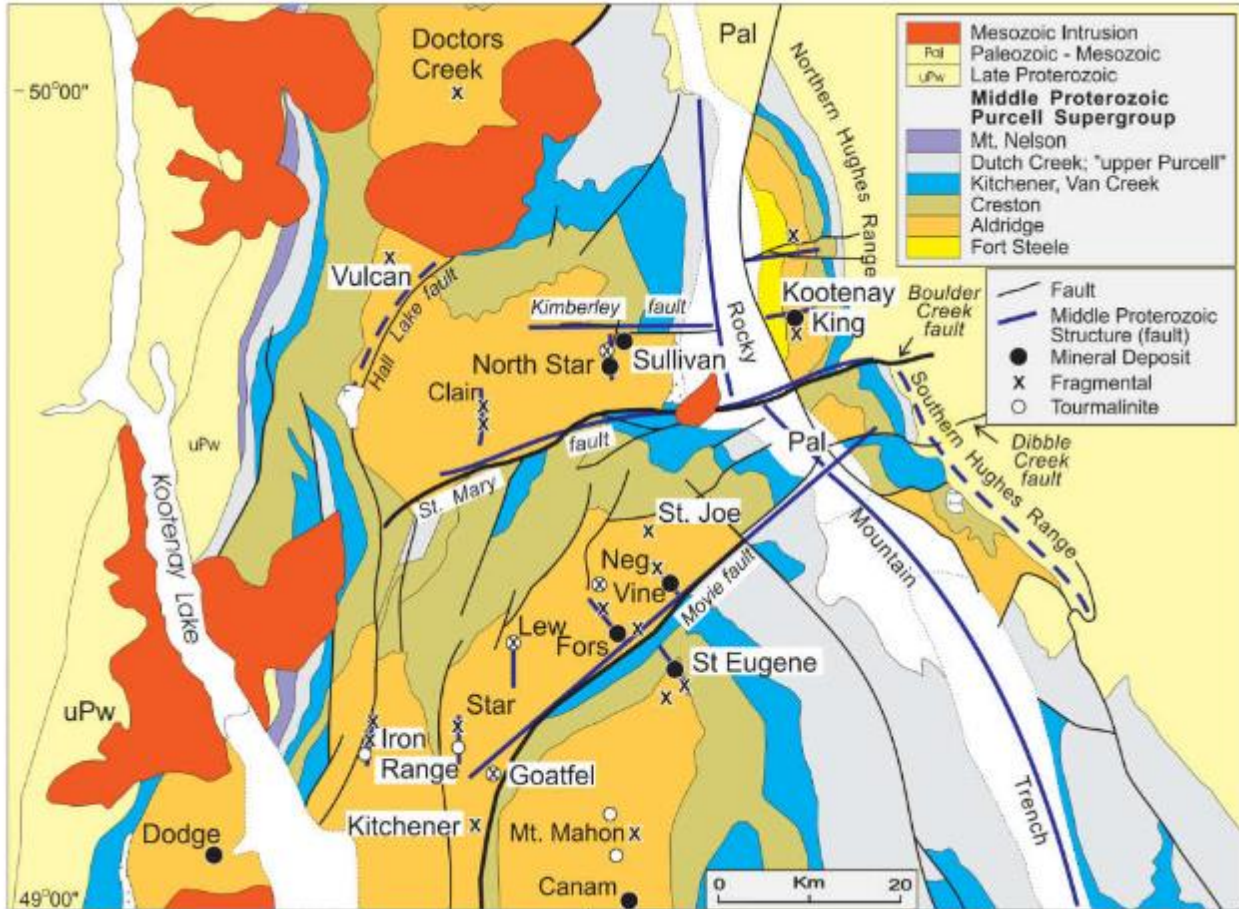 Doctors
Creek
Pal
50°00"
Northern Hughes Range
Mesozoic Intrusion
Pal
Paleozoic - Mesozoic
uPw
Late Proterozoic
Middle Proterozoic
Purcell Supergroup
Mt. Nelson
Dutch Creek; "upper Purcell"
Kitchener, Van Creek
Creston
Aldridge
Fort Steele
Fault
Middle Proterozoic
Structure (fault)
Mineral Deposit
x
Fragmental
Tourmalinite
Vulcan
Hall Lake fault
Kimberley fault
Rocky
Kootenay
King
Boulder
Creek
fault
North Star
Sullivan
Clain
uPw
St. Mary fault
Pal
Southern Hughes Range
Dibble
Creek
fault
Kootenay Lake
St. Joe
Neg
Vine
Moyie fault
Mountain
Lew
Fors
St Eugene
uPw
Star
Iron
Range
Goatfel
Trench
Kitchener
Mt. Mahon
Dodge
Canam
49°00"
0 Km 20